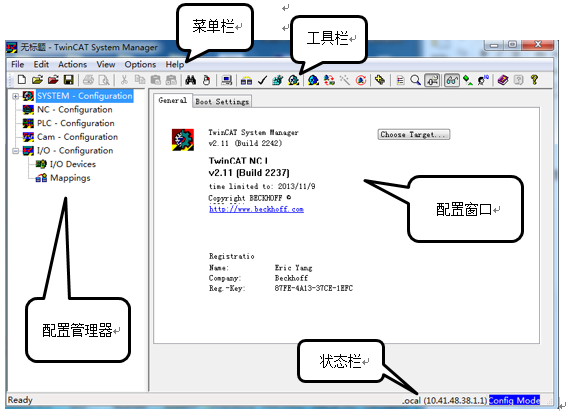 菜单栏
工具栏
无标题 - TwinCAT System Manager
File Edit Actions View Options Help
SYSTEM - Configuration
NC - Configuration
PLC - Configuration
Cam - Configuration
I/O - Configuration
I/O Devices
Mappings
General Boot Settings
TwinCAT System Manager
v2.11 (Build 2242)
Choose Target...
TwinCAT NC I
v2.11 (Build 2237)
time limited to: 2013/11/9
Copyright BECKHOFF ©
http://www.beckhoff.com
配置窗口
Registratio
Name: Eric Yang
Company: Beckhoff
Reg.-Key: 87FE-4A13-37CE-1EFC
配置管理器
状态栏
Ready .ocal (10.41.48.38.1.1) Config Mode